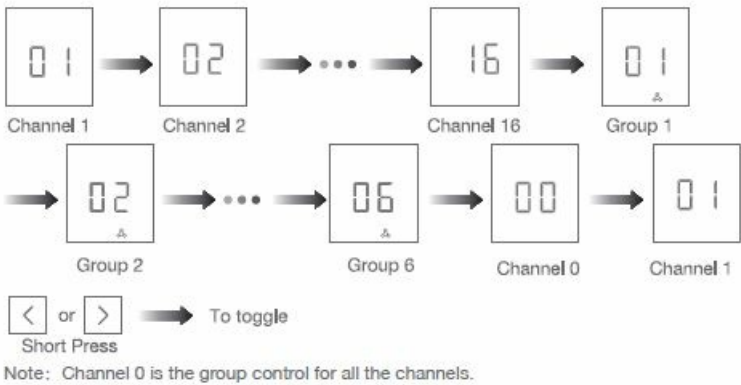 01 02 16 01
Channel 1 Channel 2 Channel 16 Group 1
02 06 00 01
Group 2 Group 6 Channel 0 Channel 1
< or > To toggle
Short Press
Note: Channel 0 is the group control for all the channels.